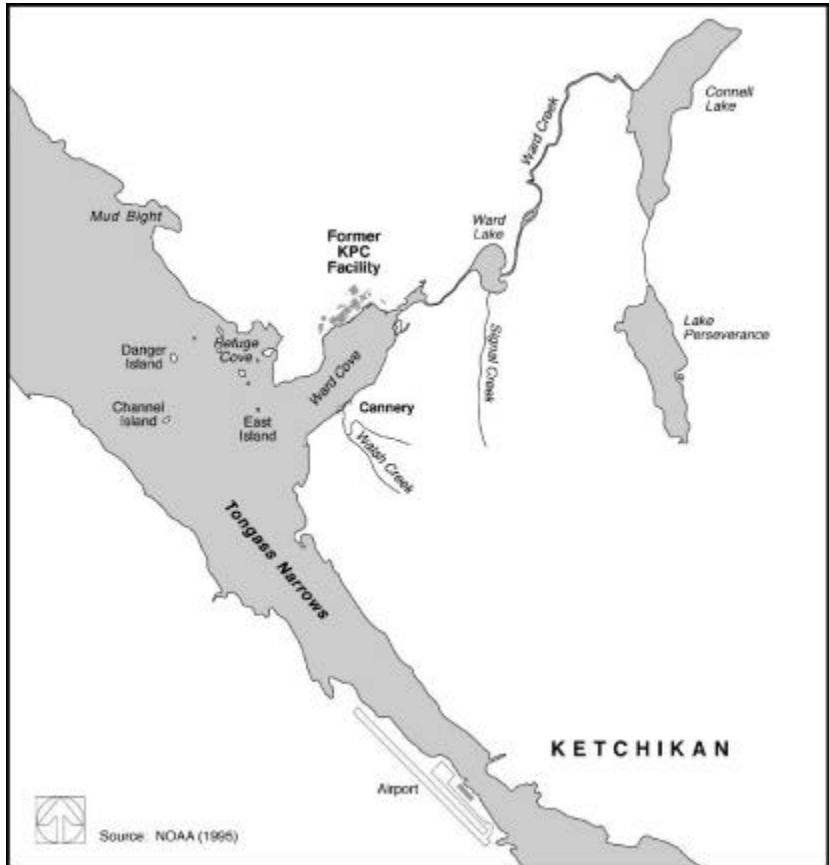 Connell
Lake
Ward Creek
Mud Bight
Ward
Lake
Former
KPC
Facility
Lake
Perseverance
Refuge
Cove
Danger
Island
Ward Cove
Signal Creek
Channel
Island
East
Island
Cannery
Walsh Creek
Tongass Narrows
KETCHIKAN
Airport
Source: NOAA (1995)